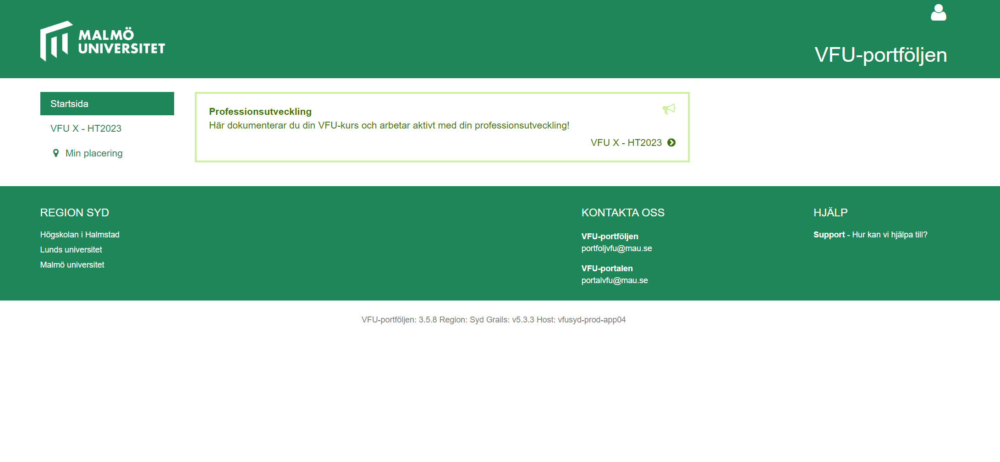 MALMÖ
UNIVERSITET
VFU-portföljen
Startsida
VFU X - HT2023
Min placering
Professionsutveckling
Här dokumenterar du din VFU-kurs och arbetar aktivt med din professionsutveckling!
VFU X - HT2023
REGION SYD
Högskolan i Halmstad
Lunds universitet
Malmö universitet
KONTAKTA OSS
VFU-portföljen
portfoljvfu@mau.se
VFU-portalen
portalvfu@mau.se
HJÄLP
Support - Hur kan vi hjälpa till?
VFU-portföljen: 3.5.8 Region: Syd Grails: v5.3.3 Host: vfusyd-prod-app04